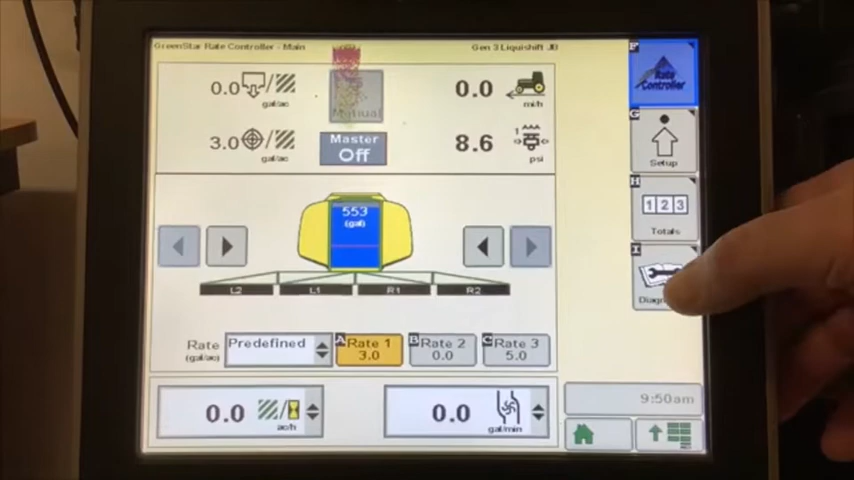 GreenStar Rate Controller - Main
Gen 3 Liquishift JB
F
Rate Controller
0.0 gal/ac
Manual
0.0 mi/h
G
Setup
3.0 gal/ac
Master
Off
1
8.6 psi
H
1 2 3
Totals
553
(gal)
I
L2 L1 R1 R2
Rate
(gal/ac)
Predefined
A Rate 1
3.0
B Rate 2
0.0
C Rate 3
5.0
0.0 ac/h
0.0 gal/min
9:50am